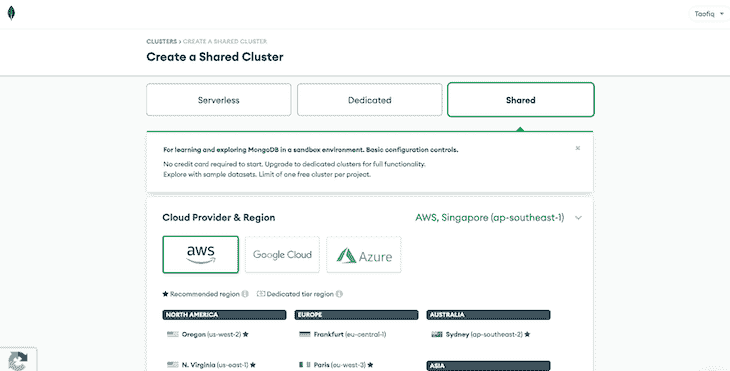 Taofiq
CLUSTERS > CREATE A SHARED CLUSTER
Create a Shared Cluster
Serverless
Dedicated
Shared
For learning and exploring MongoDB in a sandbox environment. Basic configuration controls.
No credit card required to start. Upgrade to dedicated clusters for full functionality.
Explore with sample datasets. Limit of one free cluster per project.
Cloud Provider & Region
AWS, Singapore (ap-southeast-1)
aws
Google Cloud
Azure
★ Recommended region
Dedicated tier region
NORTH AMERICA
EUROPE
AUSTRALIA
Oregon (us-west-2) ★
Frankfurt (eu-central-1)
Sydney (ap-southeast-2) ★
N. Virginia (us-east-1) ★
Paris (eu-west-3) ★
ASIA